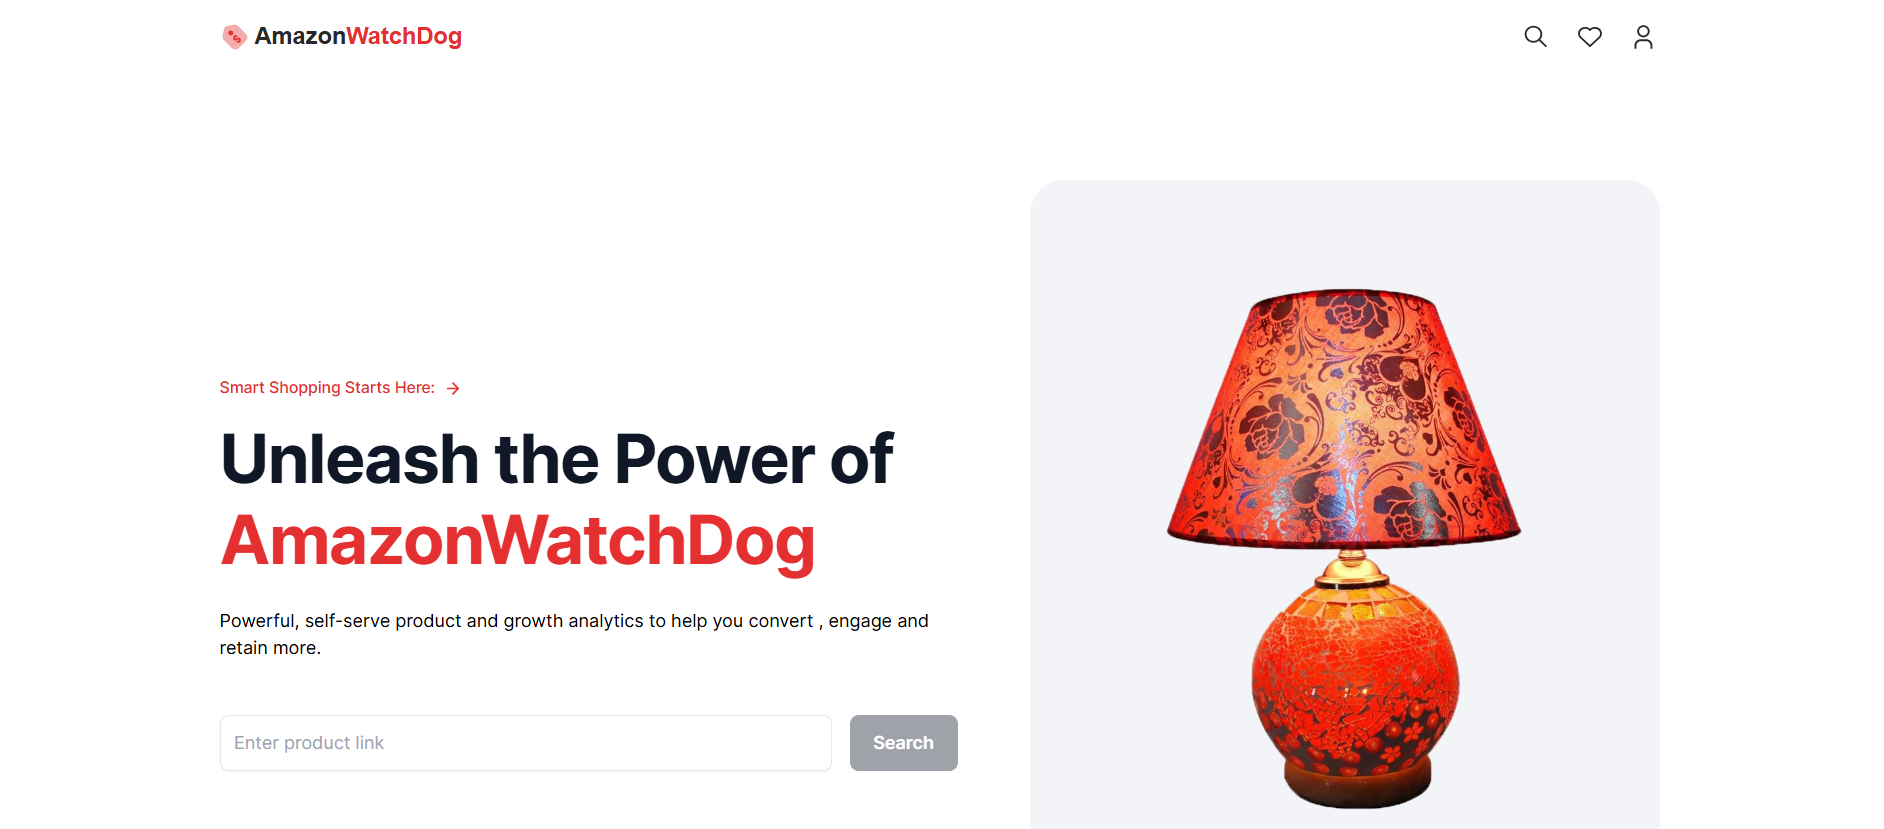 AmazonWatchDog
Smart Shopping Starts Here:
Unleash the Power of
AmazonWatchDog
Powerful, self-serve product and growth analytics to help you convert , engage and
retain more.
Enter product link
Search